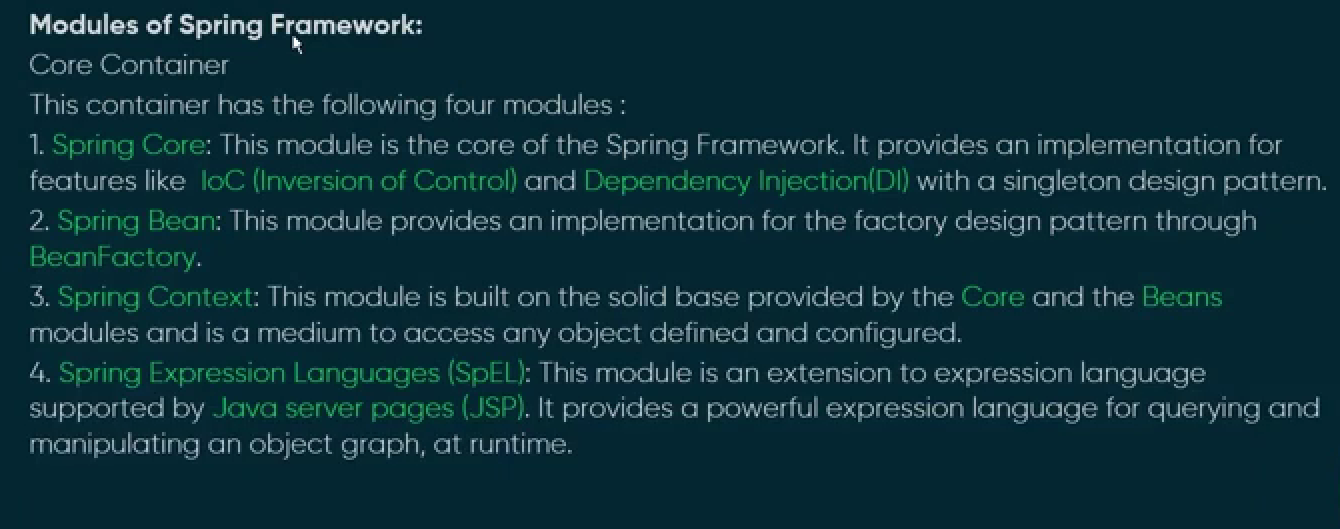 Modules of Spring Framework:
Core Container
This container has the following four modules :
1. Spring Core: This module is the core of the Spring Framework. It provides an implementation for
features like IoC (Inversion of Control) and Dependency Injection(DI) with a singleton design pattern.
2. Spring Bean: This module provides an implementation for the factory design pattern through
BeanFactory.
3. Spring Context: This module is built on the solid base provided by the Core and the Beans
modules and is a medium to access any object defined and configured.
4. Spring Expression Languages (SpEL): This module is an extension to expression language
supported by Java server pages (JSP). It provides a powerful expression language for querying and
manipulating an object graph, at runtime.